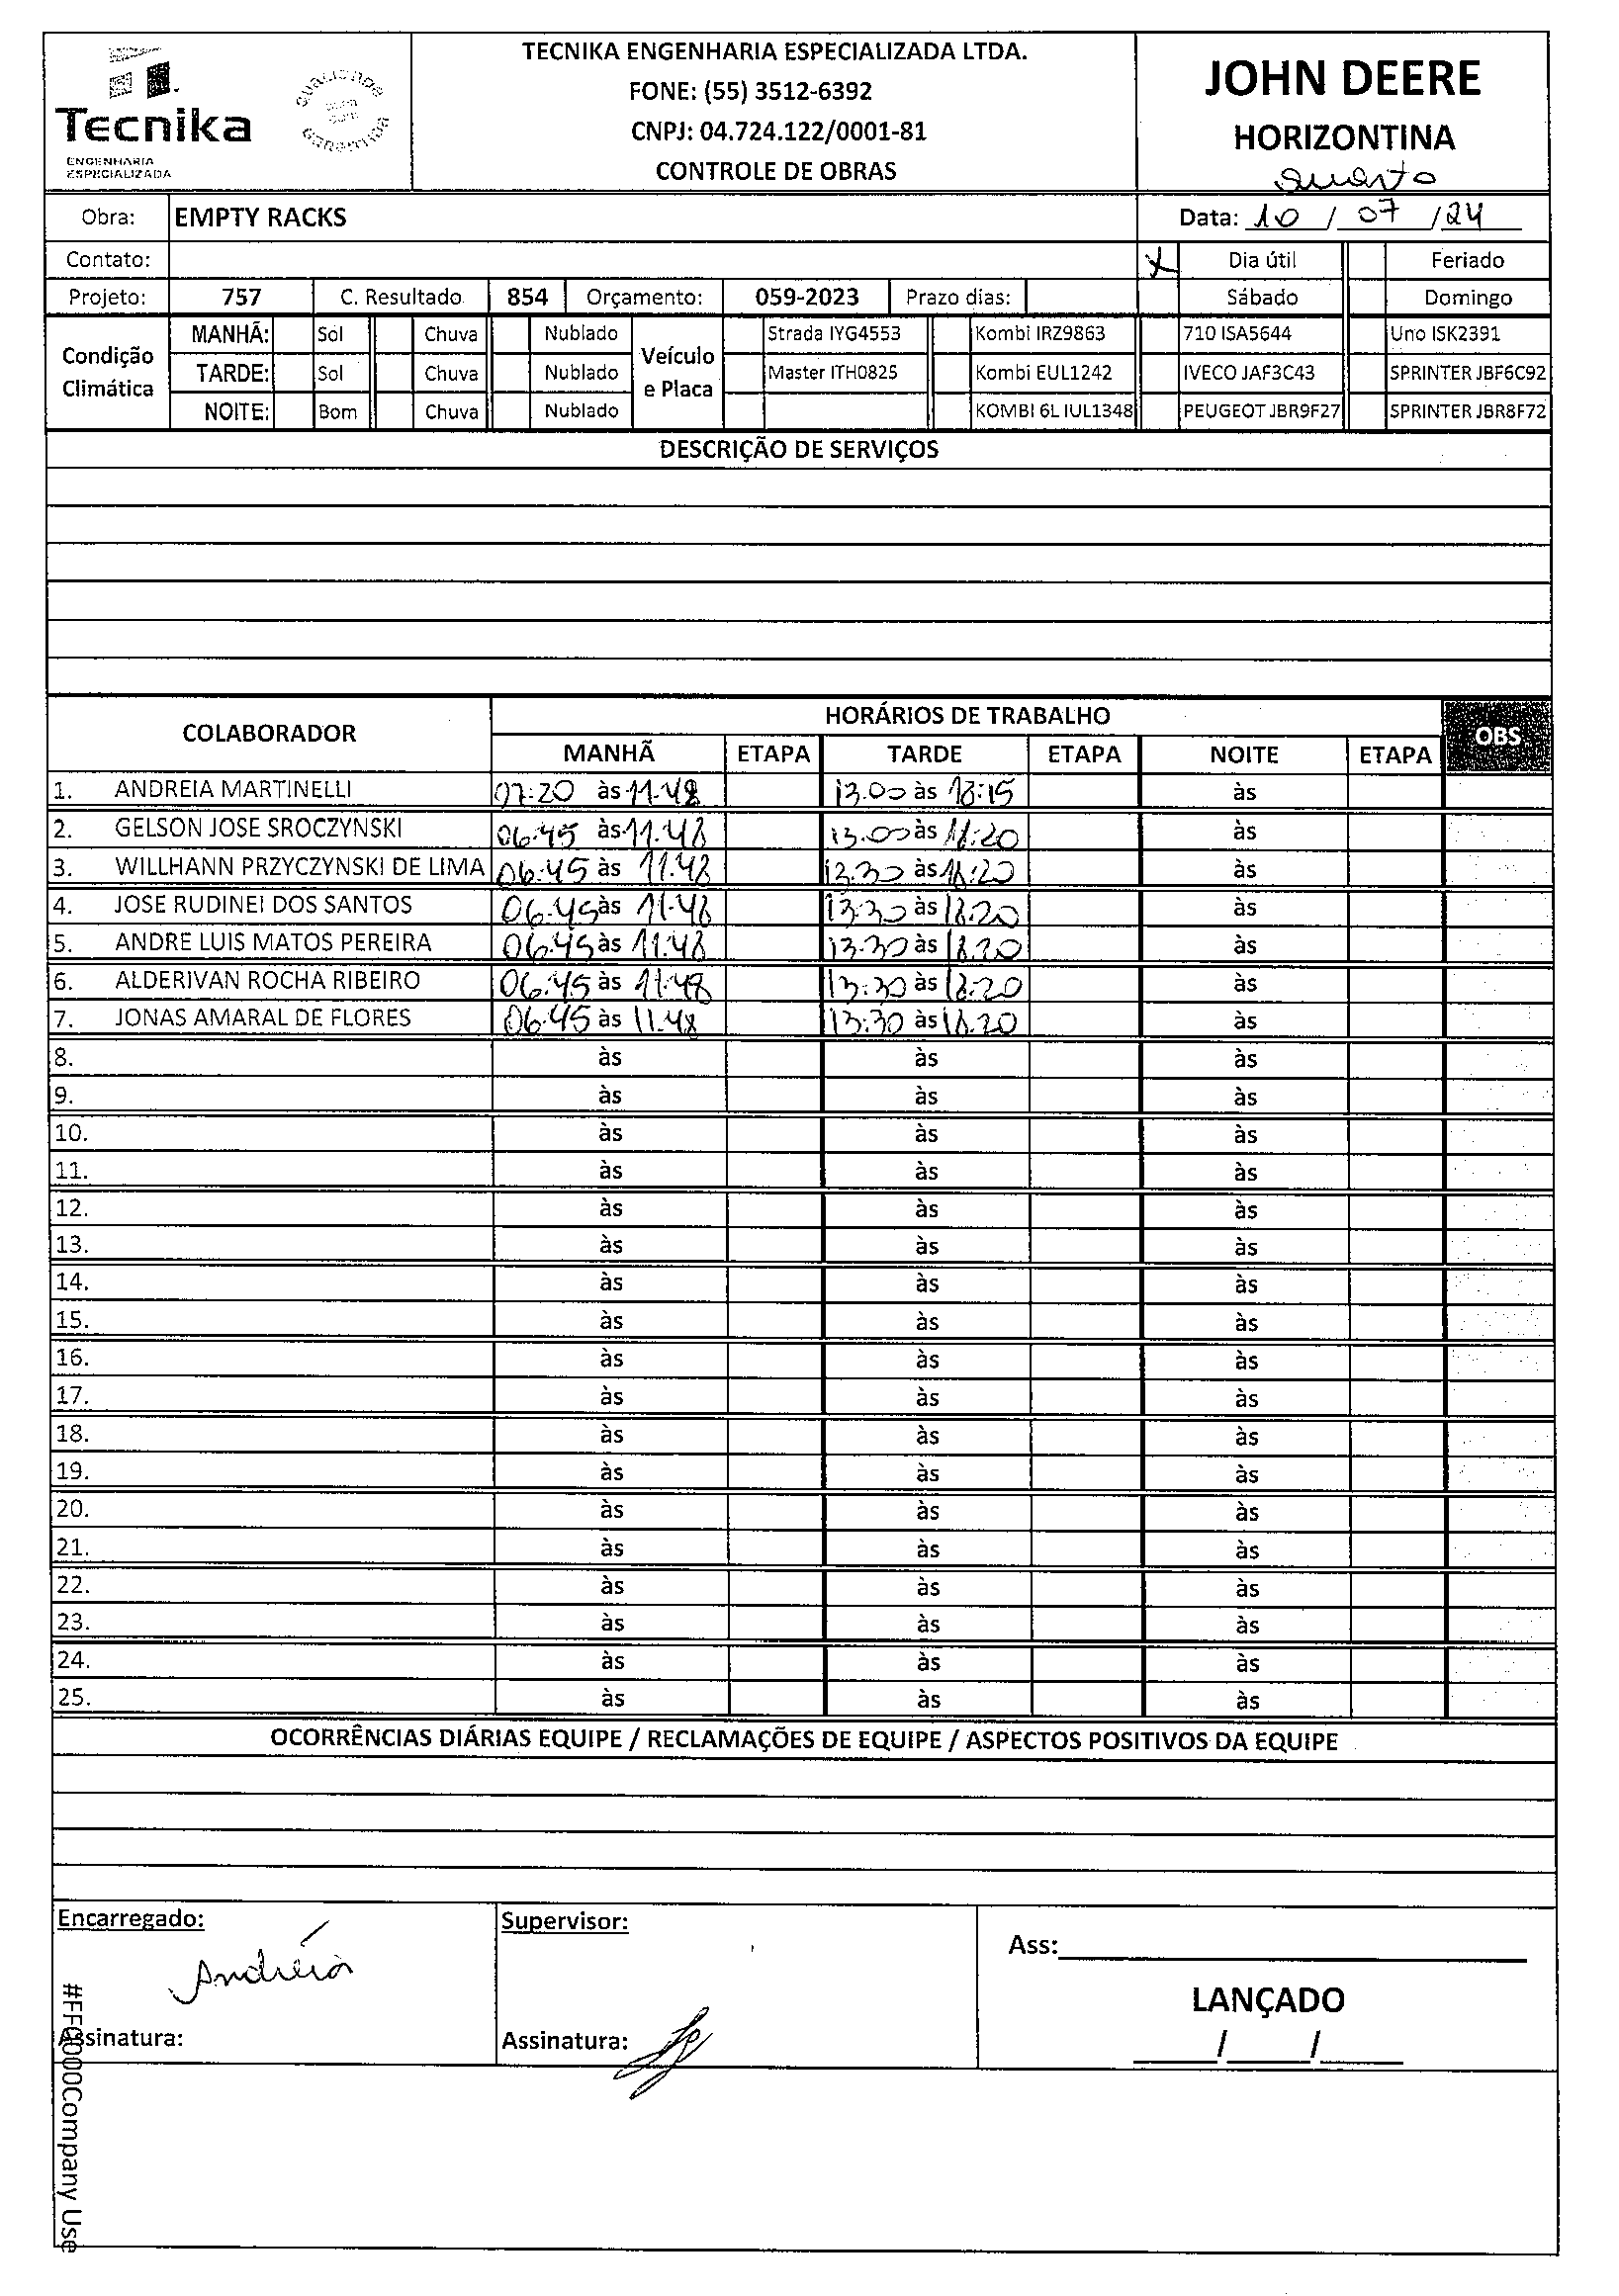 Tecnika
ENGENHARIA
ESPECIALIZADA
TECNIKA ENGENHARIA ESPECIALIZADA LTDA.
FONE: (55) 3512-6392
CNPJ: 04.724.122/0001-81
CONTROLE DE OBRAS
JOHN DEERE
HORIZONTINA
quarta
Obra: EMPTY RACKS Data: 10 / 07 / 24
Contato: X Dia útil Feriado
Projeto: 757 C. Resultado 854 Orçamento: 059-2023 Prazo dias: Sábado Domingo
Condição Climática
MANHÃ: Sol Chuva Nublado
TARDE: Sol Chuva Nublado
NOITE: Bom Chuva Nublado
Veículo e Placa
Strada IYG4553 Kombi IRZ9863 710 ISA5644 Uno ISK2391
Master ITH0825 Kombi EUL1242 IVECO JAF3C43 SPRINTER JBF6C92
KOMBI 6L IUL1348 PEUGEOT JBR9F27 SPRINTER JBR8F72
DESCRIÇÃO DE SERVIÇOS
COLABORADOR HORÁRIOS DE TRABALHO OBS
MANHÃ ETAPA TARDE ETAPA NOITE ETAPA
1. ANDREIA MARTINELLI 07:20 às 11.48 13.00 às 18:15 às
2. GELSON JOSE SROCZYNSKI 06:45 às 11.48 13.00 às 18:20 às
3. WILLHANN PRZYCZYNSKI DE LIMA 06:45 às 11.48 13.30 às 18:20 às
4. JOSE RUDINEI DOS SANTOS 06.45 às 11.48 13:30 às 18.20 às
5. ANDRE LUIS MATOS PEREIRA 06.45 às 11:48 13.30 às 18.20 às
6. ALDERIVAN ROCHA RIBEIRO 06:45 às 11:48 13:30 às 18:20 às
7. JONAS AMARAL DE FLORES 06:45 às 11.48 13:30 às 18.20 às
8. às às às
9. às às às
10. às às às
11. às às às
12. às às às
13. às às às
14. às às às
15. às às às
16. às às às
17. às às às
18. às às às
19. às às às
20. às às às
21. às às às
22. às às às
23. às às às
24. às às às
25. às às às
OCORRÊNCIAS DIÁRIAS EQUIPE / RECLAMAÇÕES DE EQUIPE / ASPECTOS POSITIVOS DA EQUIPE
Encarregado: Supervisor: Ass:
Andréia
LANÇADO
Assinatura: Assinatura: / /
#FF0000Company Use